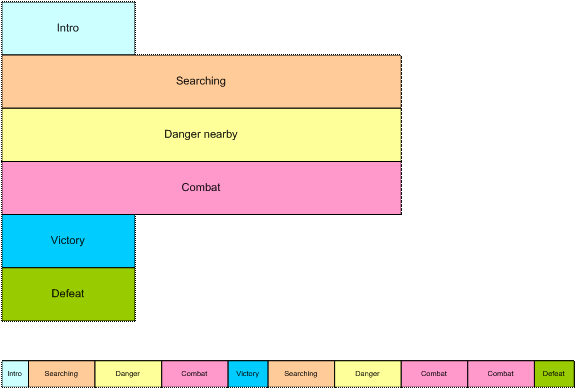 Intro
Searching
Danger nearby
Combat
Victory
Defeat
Intro Searching Danger Combat Victory Searching Danger Combat Combat Defeat